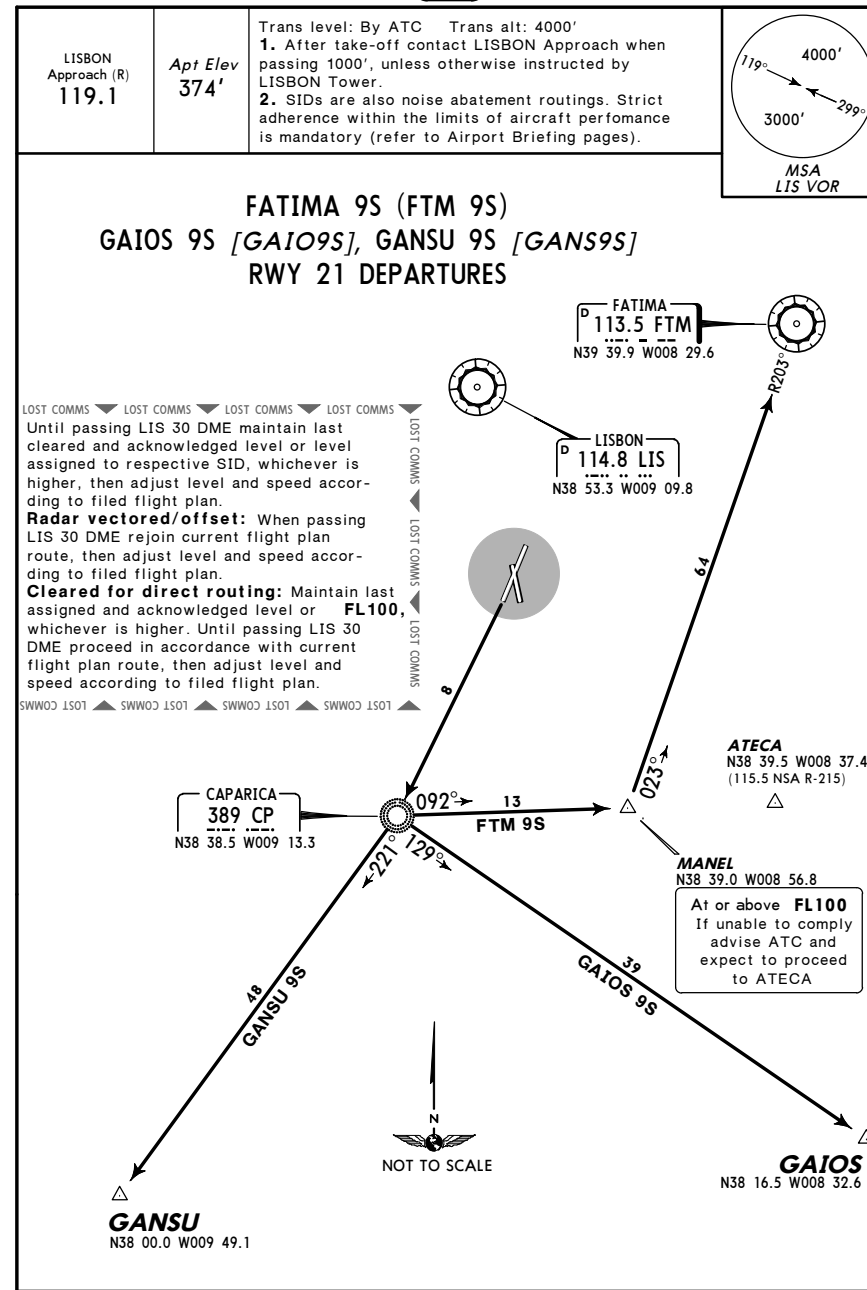 LISBON
Approach (R)
119.1
Apt Elev
374'
Trans level: By ATC Trans alt: 4000'
1. After take-off contact LISBON Approach when
passing 1000', unless otherwise instructed by
LISBON Tower.
2. SIDs are also noise abatement routings. Strict
adherence within the limits of aircraft perfomance
is mandatory (refer to Airport Briefing pages).
119°
4000'
299°
3000'
MSA
LIS VOR
FATIMA 9S (FTM 9S)
GAIOS 9S [GAIO9S], GANSU 9S [GANS9S]
RWY 21 DEPARTURES
FATIMA
D 113.5 FTM
N39 39.9 W008 29.6
R203°
LISBON
D 114.8 LIS
N38 53.3 W009 09.8
LOST COMMS LOST COMMS LOST COMMS LOST COMMS
Until passing LIS 30 DME maintain last
cleared and acknowledged level or level
assigned to respective SID, whichever is
higher, then adjust level and speed accor-
ding to filed flight plan.
Radar vectored/offset: When passing
LIS 30 DME rejoin current flight plan
route, then adjust level and speed accor-
ding to filed flight plan.
Cleared for direct routing: Maintain last
assigned and acknowledged level or FL100,
whichever is higher. Until passing LIS 30
DME proceed in accordance with current
flight plan route, then adjust level and
speed according to filed flight plan.
LOST COMMS LOST COMMS LOST COMMS
LOST COMMS LOST COMMS LOST COMMS LOST COMMS
64
8
CAPARICA
389 CP
N38 38.5 W009 13.3
092°
13
FTM 9S
023°
ATECA
N38 39.5 W008 37.4
(115.5 NSA R-215)
MANEL
N38 39.0 W008 56.8
At or above FL100
If unable to comply
advise ATC and
expect to proceed
to ATECA
221°
129°
48
GANSU 9S
39
GAIOS 9S
N
NOT TO SCALE
GAIOS
N38 16.5 W008 32.6
GANSU
N38 00.0 W009 49.1